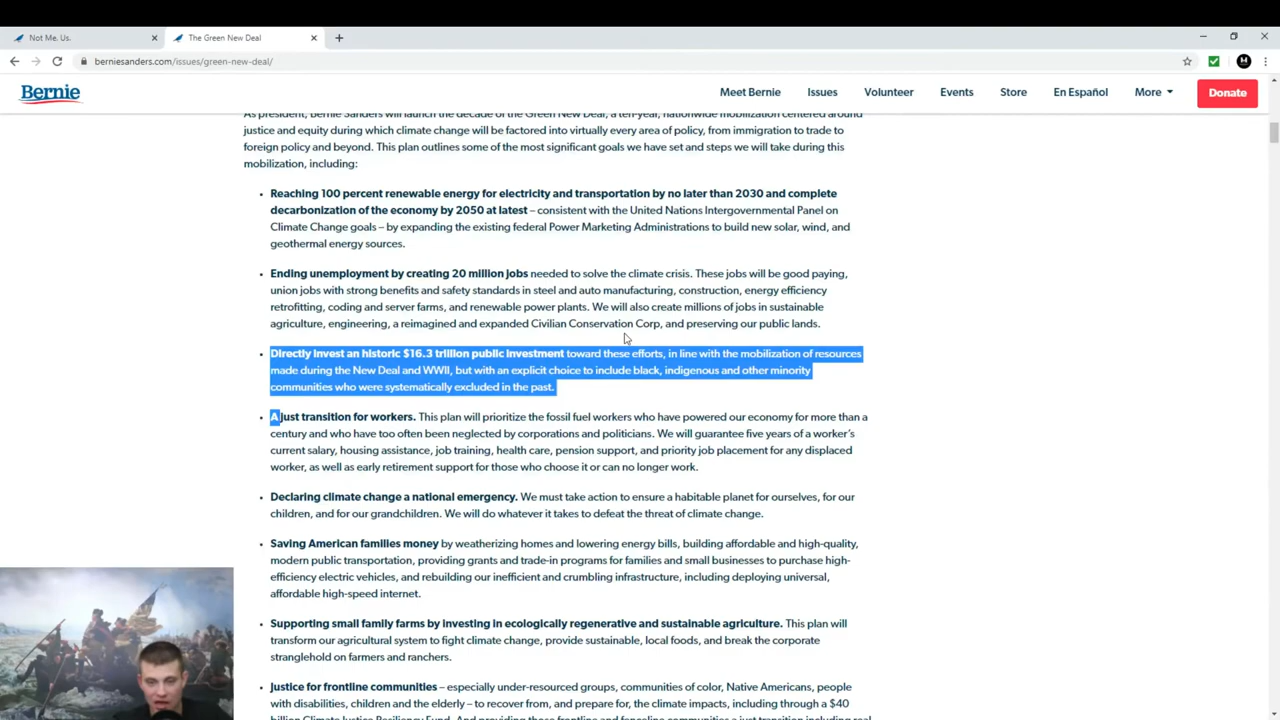 Not Me. Us.
The Green New Deal
berniesanders.com/issues/green-new-deal/
Bernie
Meet Bernie Issues Volunteer Events Store En Español More Donate
As president, Bernie Sanders will launch the decade of the Green New Deal, a ten-year, nationwide mobilization centered around
justice and equity during which climate change will be factored into virtually every area of policy, from immigration to trade to
foreign policy and beyond. This plan outlines some of the most significant goals we have set and steps we will take during this
mobilization, including:
Reaching 100 percent renewable energy for electricity and transportation by no later than 2030 and complete
decarbonization of the economy by 2050 at latest – consistent with the United Nations Intergovernmental Panel on
Climate Change goals – by expanding the existing federal Power Marketing Administrations to build new solar, wind, and
geothermal energy sources.
Ending unemployment by creating 20 million jobs needed to solve the climate crisis. These jobs will be good paying,
union jobs with strong benefits and safety standards in steel and auto manufacturing, construction, energy efficiency
retrofitting, coding and server farms, and renewable power plants. We will also create millions of jobs in sustainable
agriculture, engineering, a reimagined and expanded Civilian Conservation Corp, and preserving our public lands.
Directly invest an historic $16.3 trillion public investment toward these efforts, in line with the mobilization of resources
made during the New Deal and WWII, but with an explicit choice to include black, indigenous and other minority
communities who were systematically excluded in the past.
A just transition for workers. This plan will prioritize the fossil fuel workers who have powered our economy for more than a
century and who have too often been neglected by corporations and politicians. We will guarantee five years of a worker's
current salary, housing assistance, job training, health care, pension support, and priority job placement for any displaced
worker, as well as early retirement support for those who choose it or can no longer work.
Declaring climate change a national emergency. We must take action to ensure a habitable planet for ourselves, for our
children, and for our grandchildren. We will do whatever it takes to defeat the threat of climate change.
Saving American families money by weatherizing homes and lowering energy bills, building affordable and high-quality,
modern public transportation, providing grants and trade-in programs for families and small businesses to purchase high-
efficiency electric vehicles, and rebuilding our inefficient and crumbling infrastructure, including deploying universal,
affordable high-speed internet.
Supporting small family farms by investing in ecologically regenerative and sustainable agriculture. This plan will
transform our agricultural system to fight climate change, provide sustainable, local foods, and break the corporate
stranglehold on farmers and ranchers.
Justice for frontline communities – especially under-resourced groups, communities of color, Native Americans, people
with disabilities, children and the elderly – to recover from, and prepare for, the climate impacts, including through a $40
billion Climate Justice Resiliency Fund. And providing those frontline and fenceline communities a just transition including real